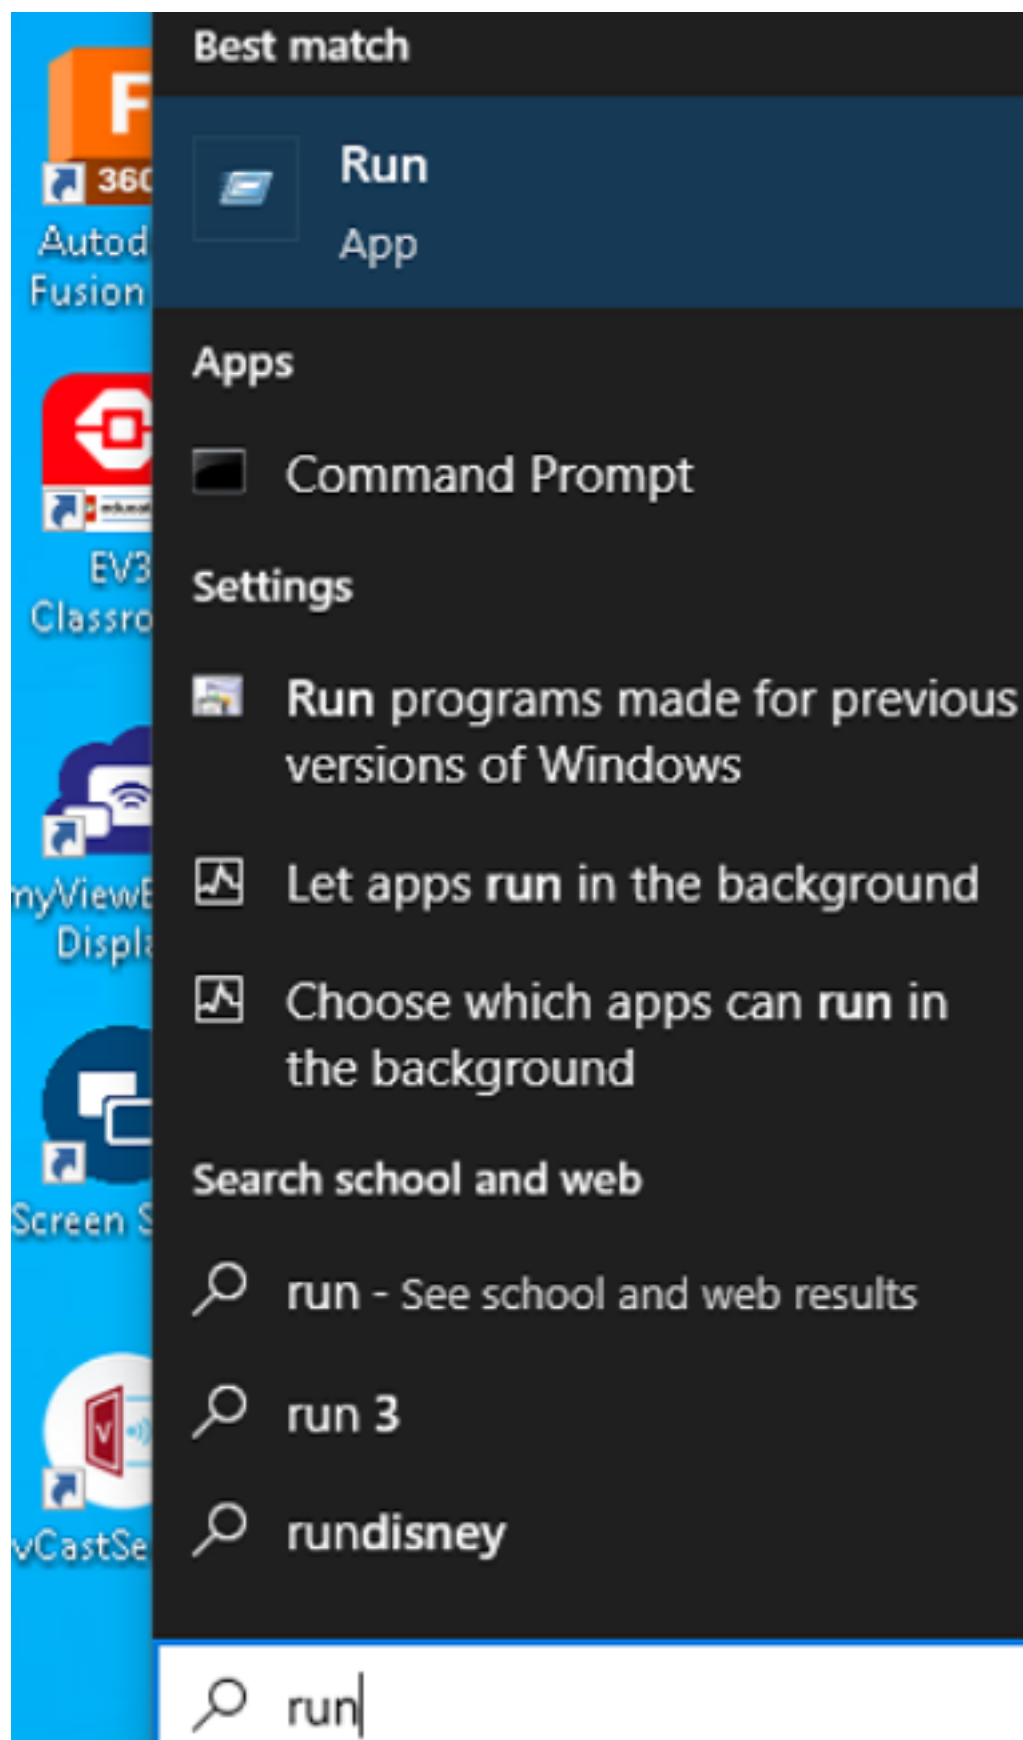 F
360
Autod
Fusion
EV3
Classro
myViewB
Displa
Screen S
V
vCastSe
Best match
Run
App
Apps
Command Prompt
Settings
Run programs made for previous
versions of Windows
Let apps run in the background
Choose which apps can run in
the background
Search school and web
run - See school and web results
run 3
rundisney
run